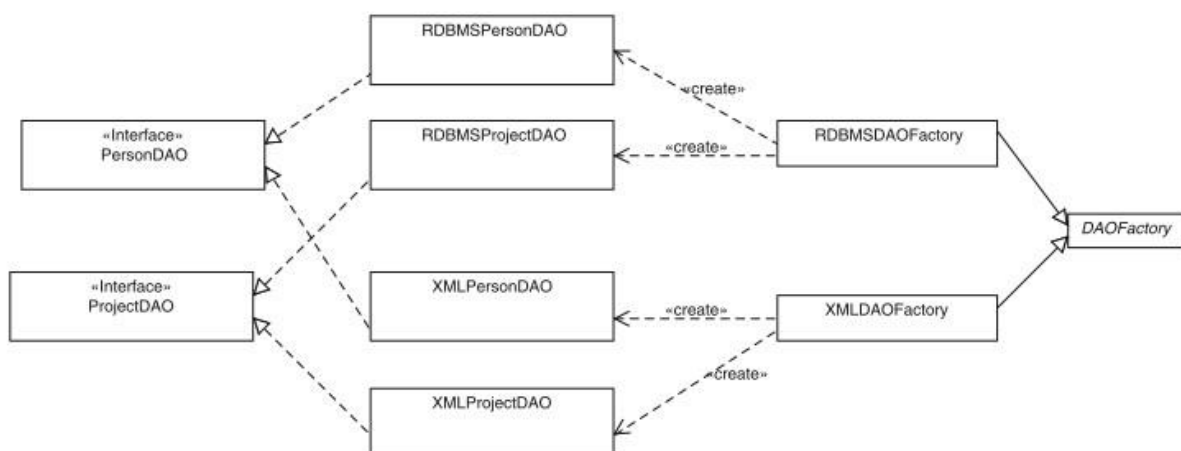 RDBMSPersonDAO
«create»
«Interface»
PersonDAO
RDBMSProjectDAO
«create»
RDBMSDAOFactory
DAOFactory
«Interface»
ProjectDAO
XMLPersonDAO
«create»
XMLDAOFactory
«create»
XMLProjectDAO